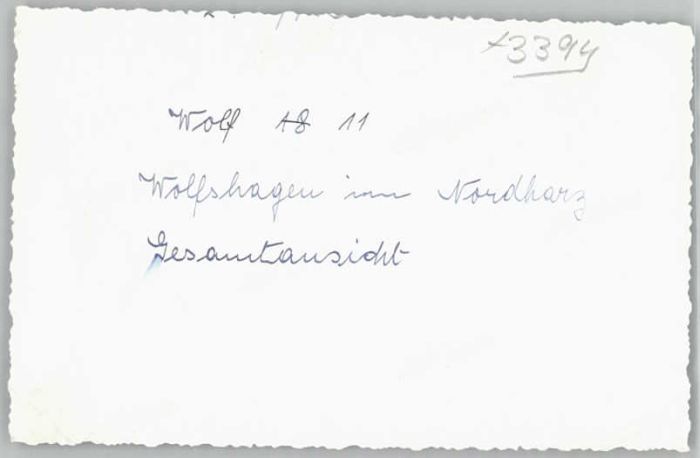 +3394
Wolf 18 11
Wolfshagen im Nordharz
Gesamtansicht